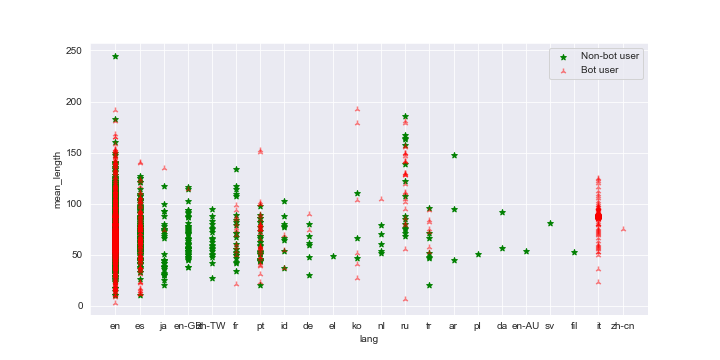 250
200
150
100
50
0
mean_length
Non-bot user
Bot user
en es ja en-GB zh-TW fr pt id de el ko nl ru tr ar pl da en-AU sv fil it zh-cn
lang